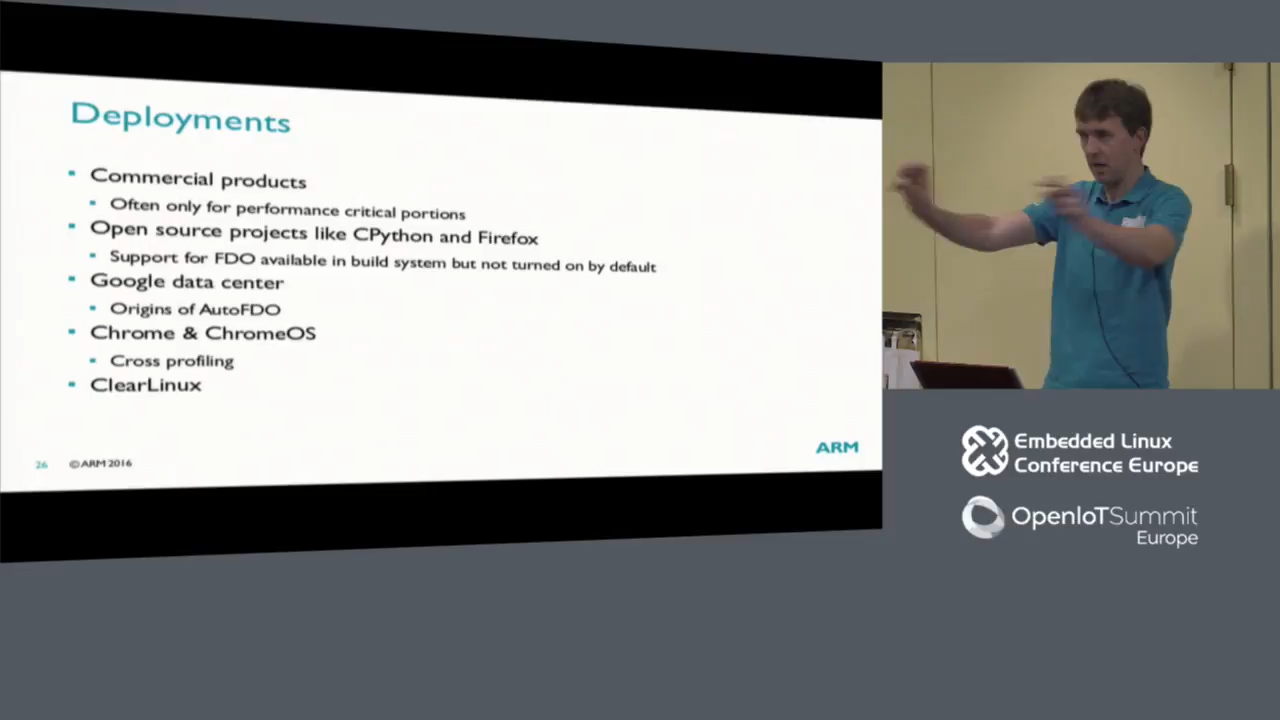 Deployments
▪ Commercial products
▪ Often only for performance critical portions
▪ Open source projects like CPython and Firefox
▪ Support for FDO available in build system but not turned on by default
▪ Google data center
▪ Origins of AutoFDO
▪ Chrome & ChromeOS
▪ Cross profiling
▪ ClearLinux
26 © ARM 2016
ARM
Embedded Linux
Conference Europe
OpenIoTSummit
Europe